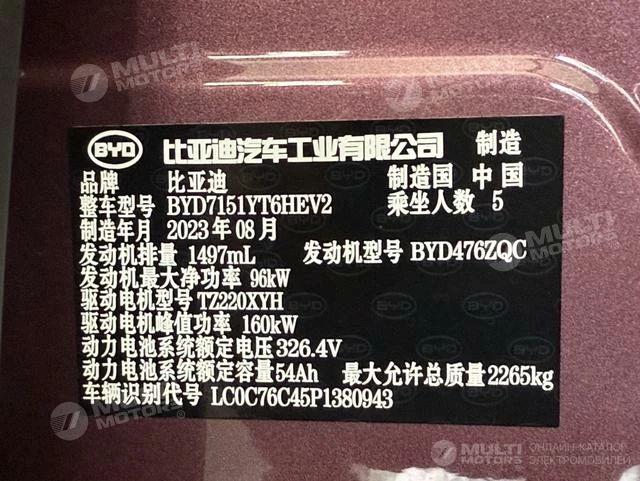 MULTI MOTORS
BYD 比亚迪汽车工业有限公司 制造
品牌 比亚迪 制造国 中国
整车型号 BYD7151YT6HEV2 乘坐人数 5
制造年月 2023年08月
发动机排量 1497mL 发动机型号 BYD476ZQC
发动机最大净功率 96kW
驱动电机型号 TZ220XYH
驱动电机峰值功率 160kW
动力电池系统额定电压 326.4V
动力电池系统额定容量 54Ah 最大允许总质量 2265kg
车辆识别代号 LC0C76C45P1380943
MULTI MOTORS
MULTI MOTORS ОНЛАЙН-КАТАЛОГ ЭЛЕКТРОМОБИЛЕЙ